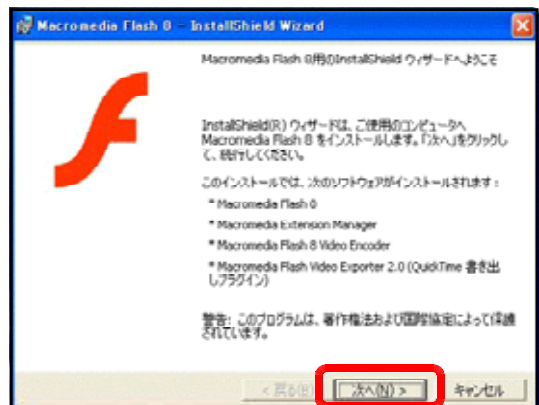 Macromedia Flash 8 - InstallShield Wizard
Macromedia Flash 8用のInstallShield ウィザードへようこそ
InstallShield(R) ウィザードは、ご使用のコンピュータへ
Macromedia Flash 8 をインストールします。「次へ」をクリックし
て、続行してください。
このインストールでは、次のソフトウェアがインストールされます :
* Macromedia Flash 8
* Macromedia Extension Manager
* Macromedia Flash 8 Video Encoder
* Macromedia Flash Video Exporter 2.0 (QuickTime 書き出
しプラグイン)
警告: このプログラムは、著作権法および国際協定によって保護
されています。
< 戻る(B) 次へ(N) > キャンセル